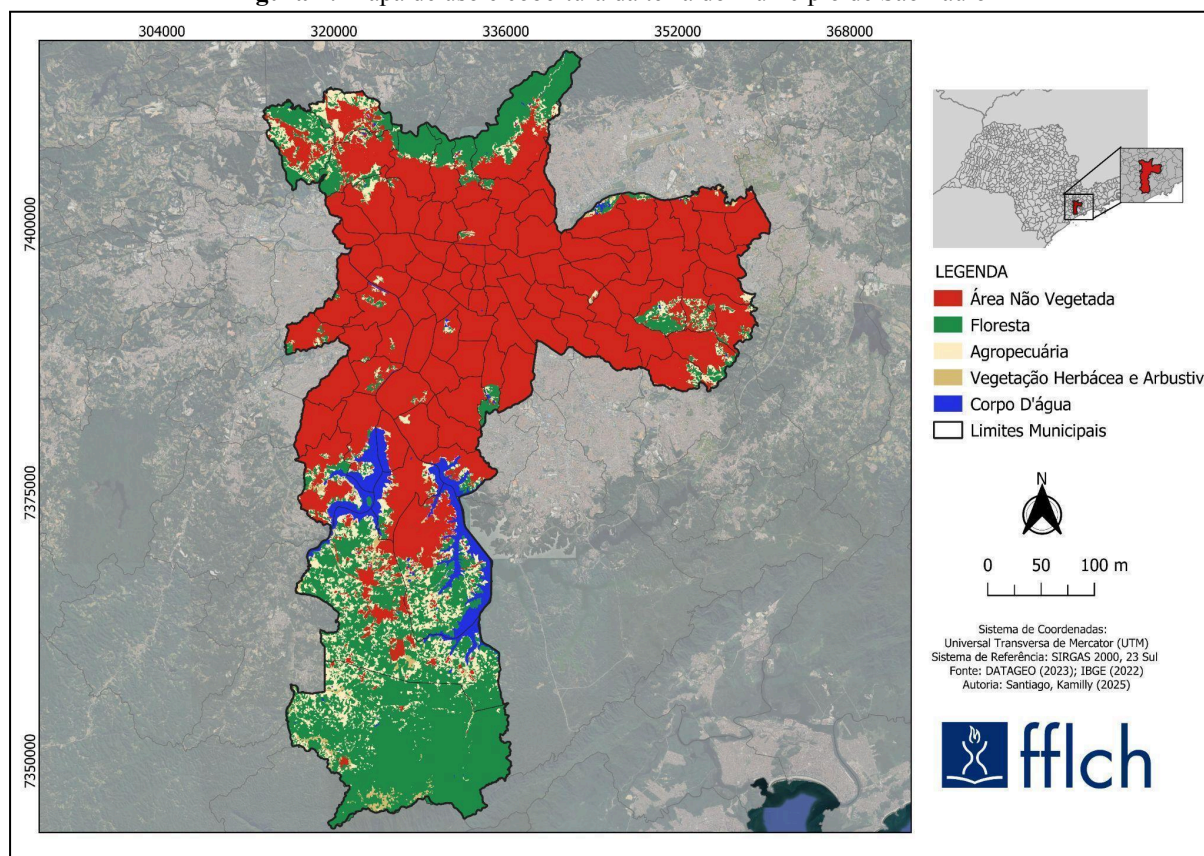 304000 320000 336000 352000 368000
7400000
7375000
7350000
LEGENDA
Área Não Vegetada
Floresta
Agropecuária
Vegetação Herbácea e Arbustiv
Corpo D'água
Limites Municipais
N
0 50 100 m
Sistema de Coordenadas:
Universal Transversa de Mercator (UTM)
Sistema de Referência: SIRGAS 2000, 23 Sul
Fonte: DATAGEO (2023); IBGE (2022)
Autoria: Santiago, Kamilly (2025)
fflch